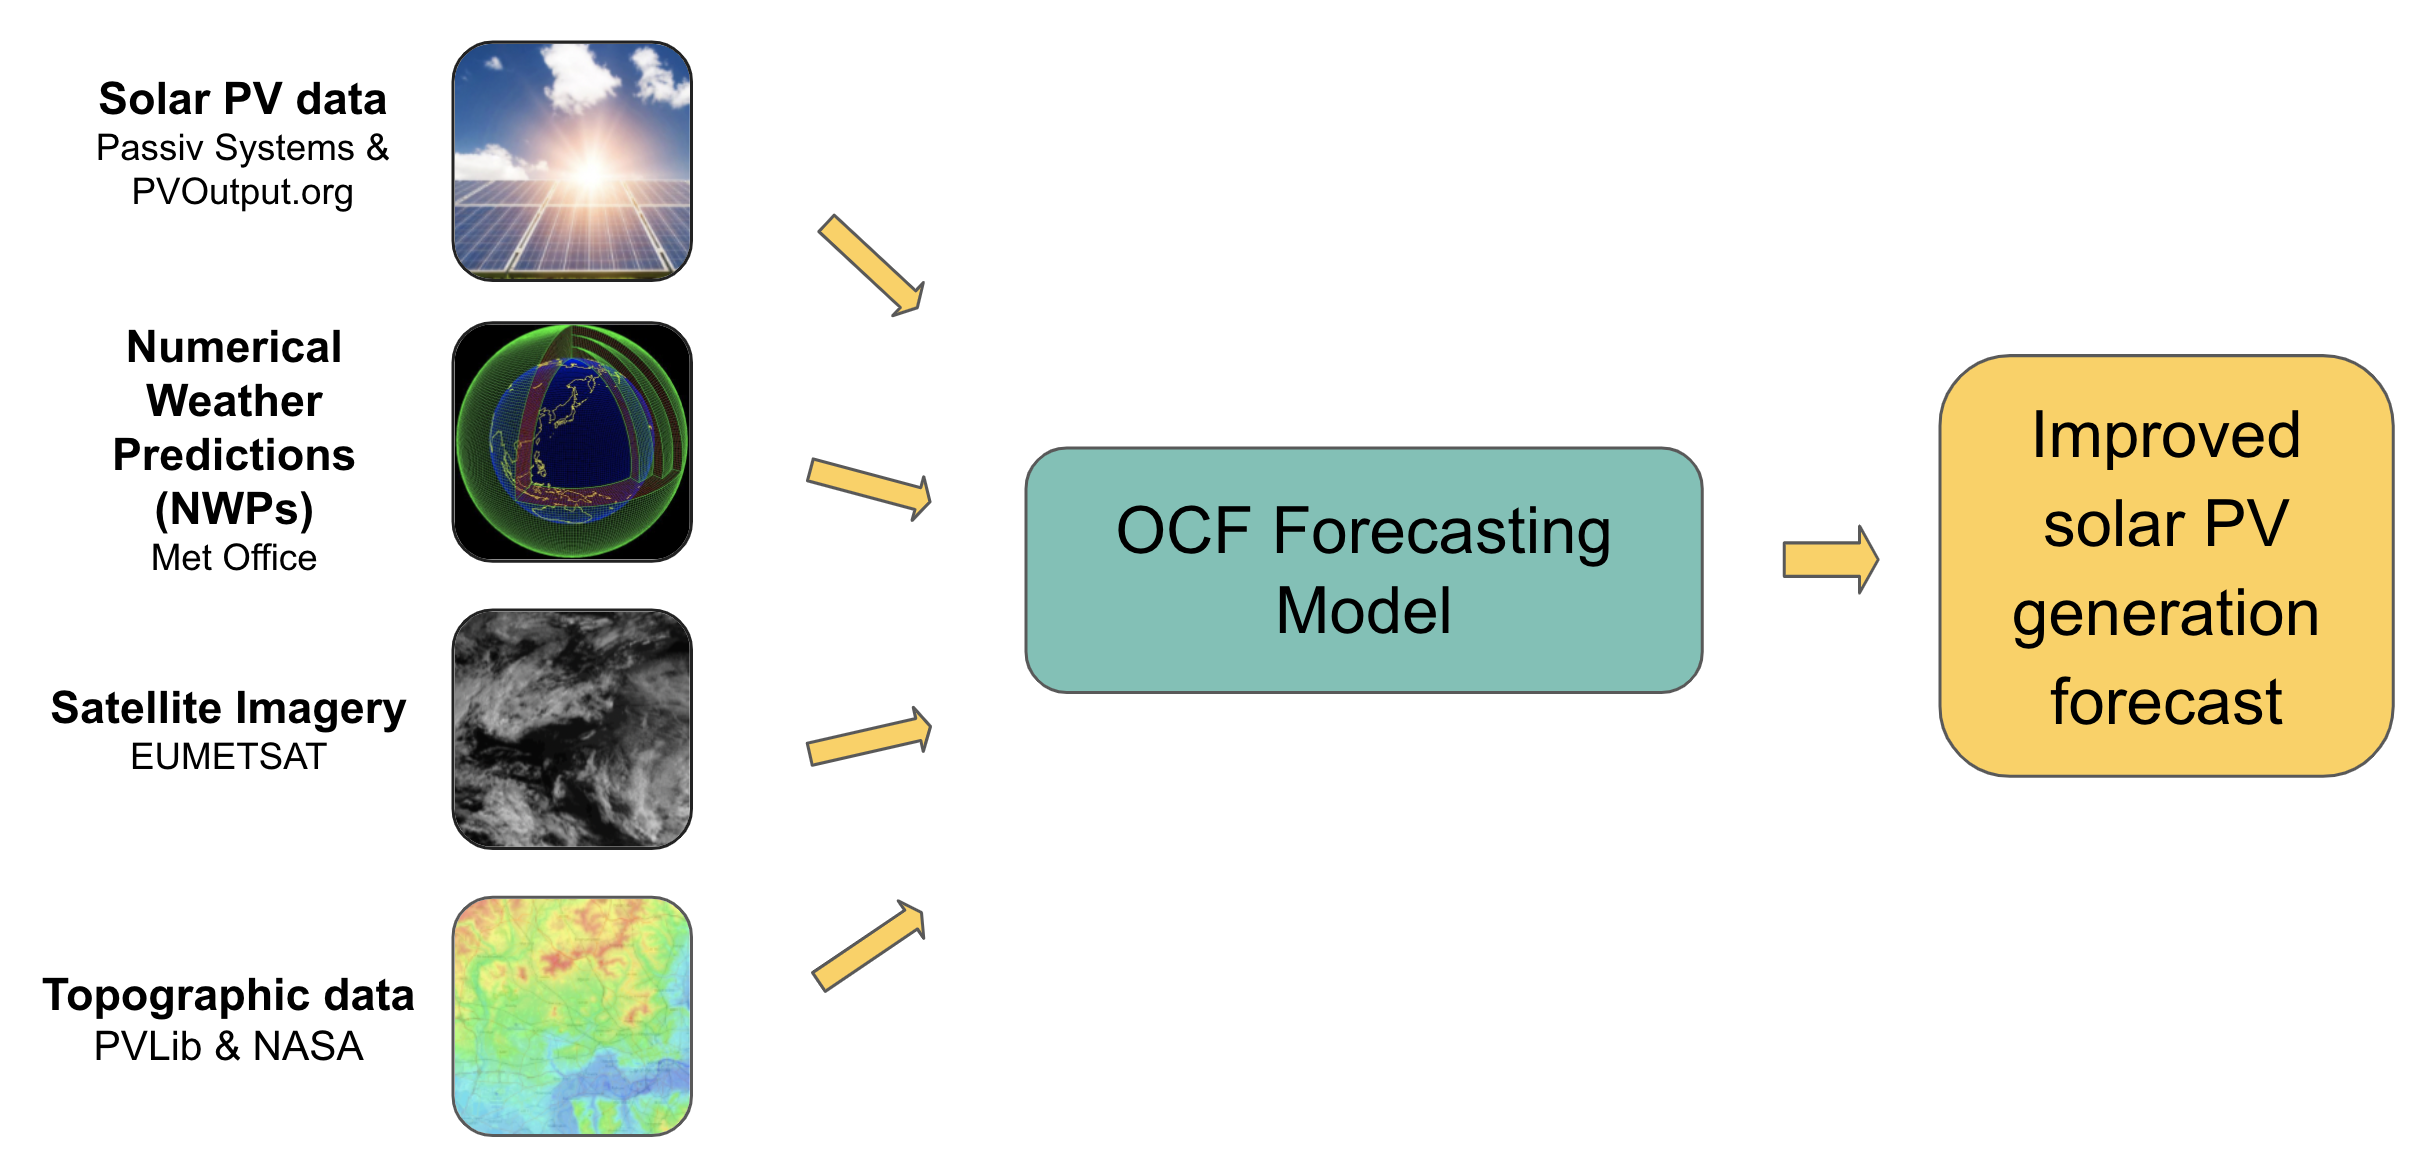 Solar PV data
Passiv Systems &
PVOutput.org
Numerical
Weather
Predictions
(NWPs)
Met Office
Satellite Imagery
EUMETSAT
Topographic data
PVLib & NASA
OCF Forecasting
Model
Improved
solar PV
generation
forecast